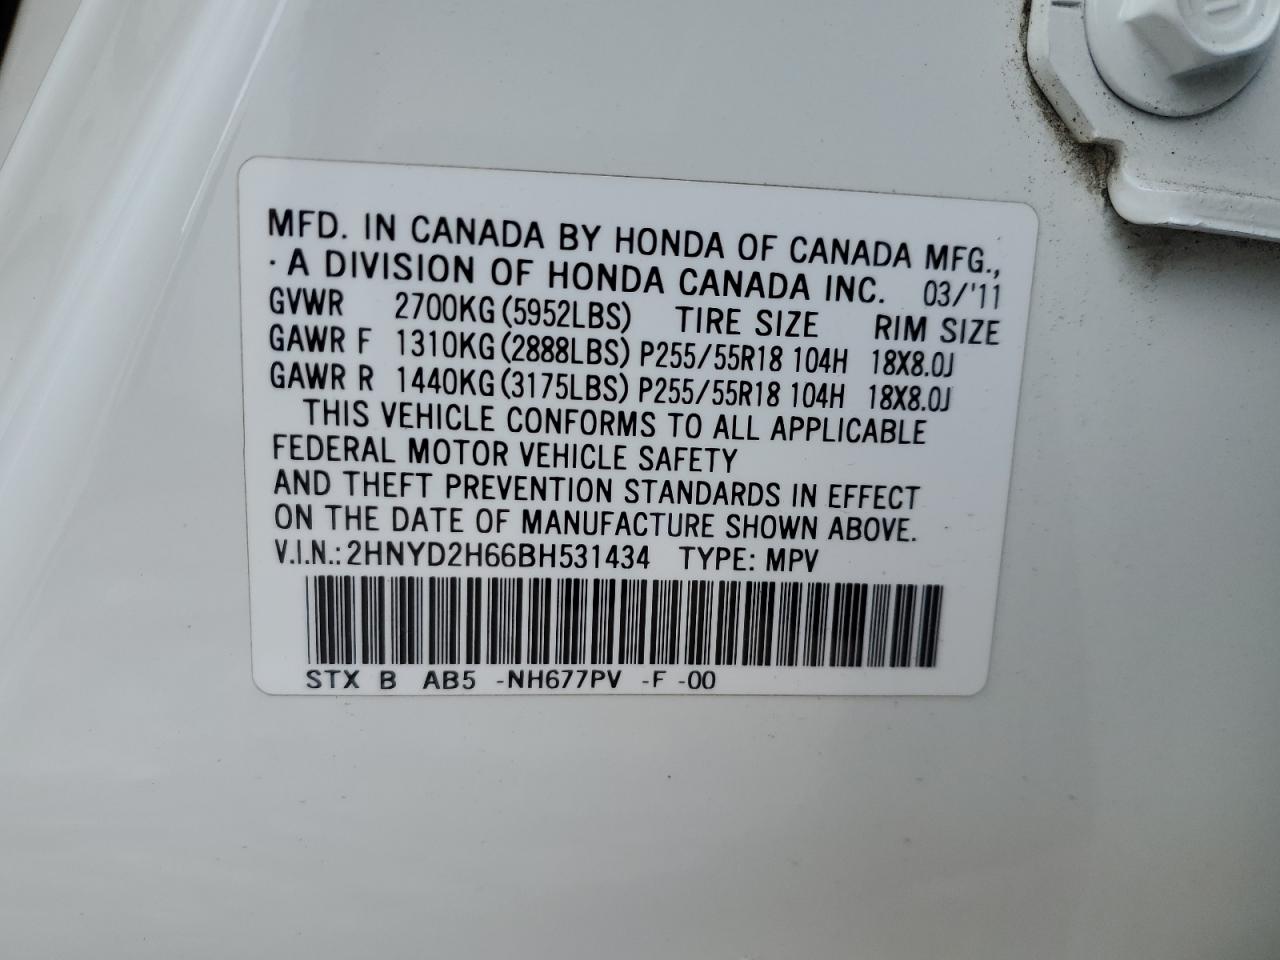 MFD. IN CANADA BY HONDA OF CANADA MFG.,
· A DIVISION OF HONDA CANADA INC. 03/'11
GVWR 2700KG (5952LBS) TIRE SIZE RIM SIZE
GAWR F 1310KG (2888LBS) P255/55R18 104H 18X8.0J
GAWR R 1440KG (3175LBS) P255/55R18 104H 18X8.0J
THIS VEHICLE CONFORMS TO ALL APPLICABLE
FEDERAL MOTOR VEHICLE SAFETY
AND THEFT PREVENTION STANDARDS IN EFFECT
ON THE DATE OF MANUFACTURE SHOWN ABOVE.
V.I.N.: 2HNYD2H66BH531434 TYPE: MPV
STX B AB5 -NH677PV -F -00